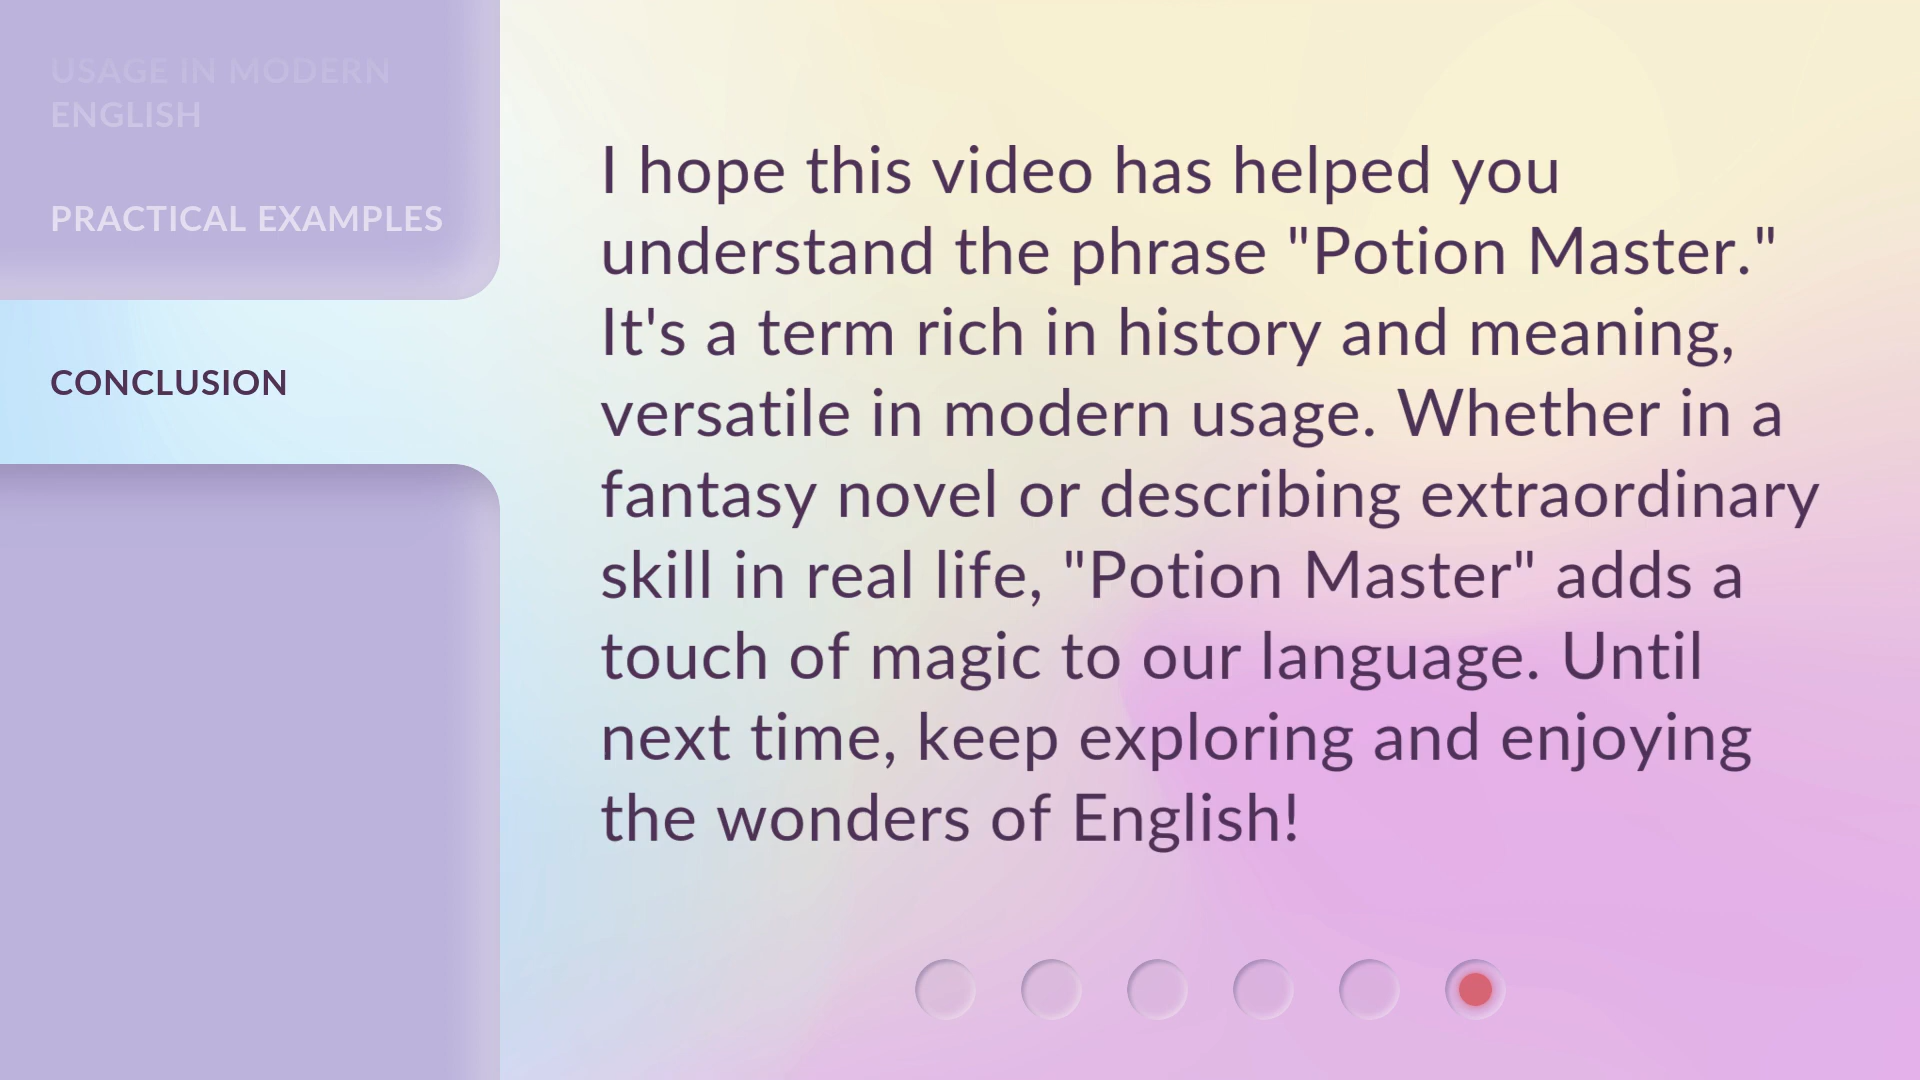 USAGE IN MODERN
ENGLISH
PRACTICAL EXAMPLES
CONCLUSION
I hope this video has helped you
understand the phrase "Potion Master."
It's a term rich in history and meaning,
versatile in modern usage. Whether in a
fantasy novel or describing extraordinary
skill in real life, "Potion Master" adds a
touch of magic to our language. Until
next time, keep exploring and enjoying
the wonders of English!